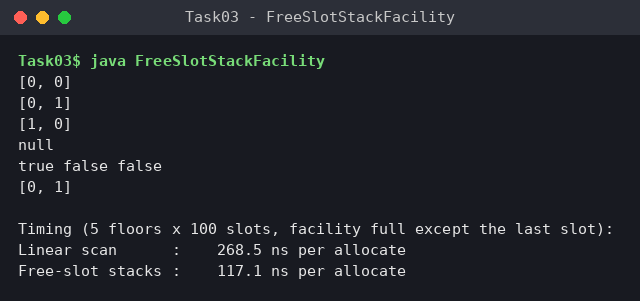 Task03 - FreeSlotStackFacility
Task03$ java FreeSlotStackFacility
[0, 0]
[0, 1]
[1, 0]
null
true false false
[0, 1]
Timing (5 floors x 100 slots, facility full except the last slot):
Linear scan      :    268.5 ns per allocate
Free-slot stacks :    117.1 ns per allocate